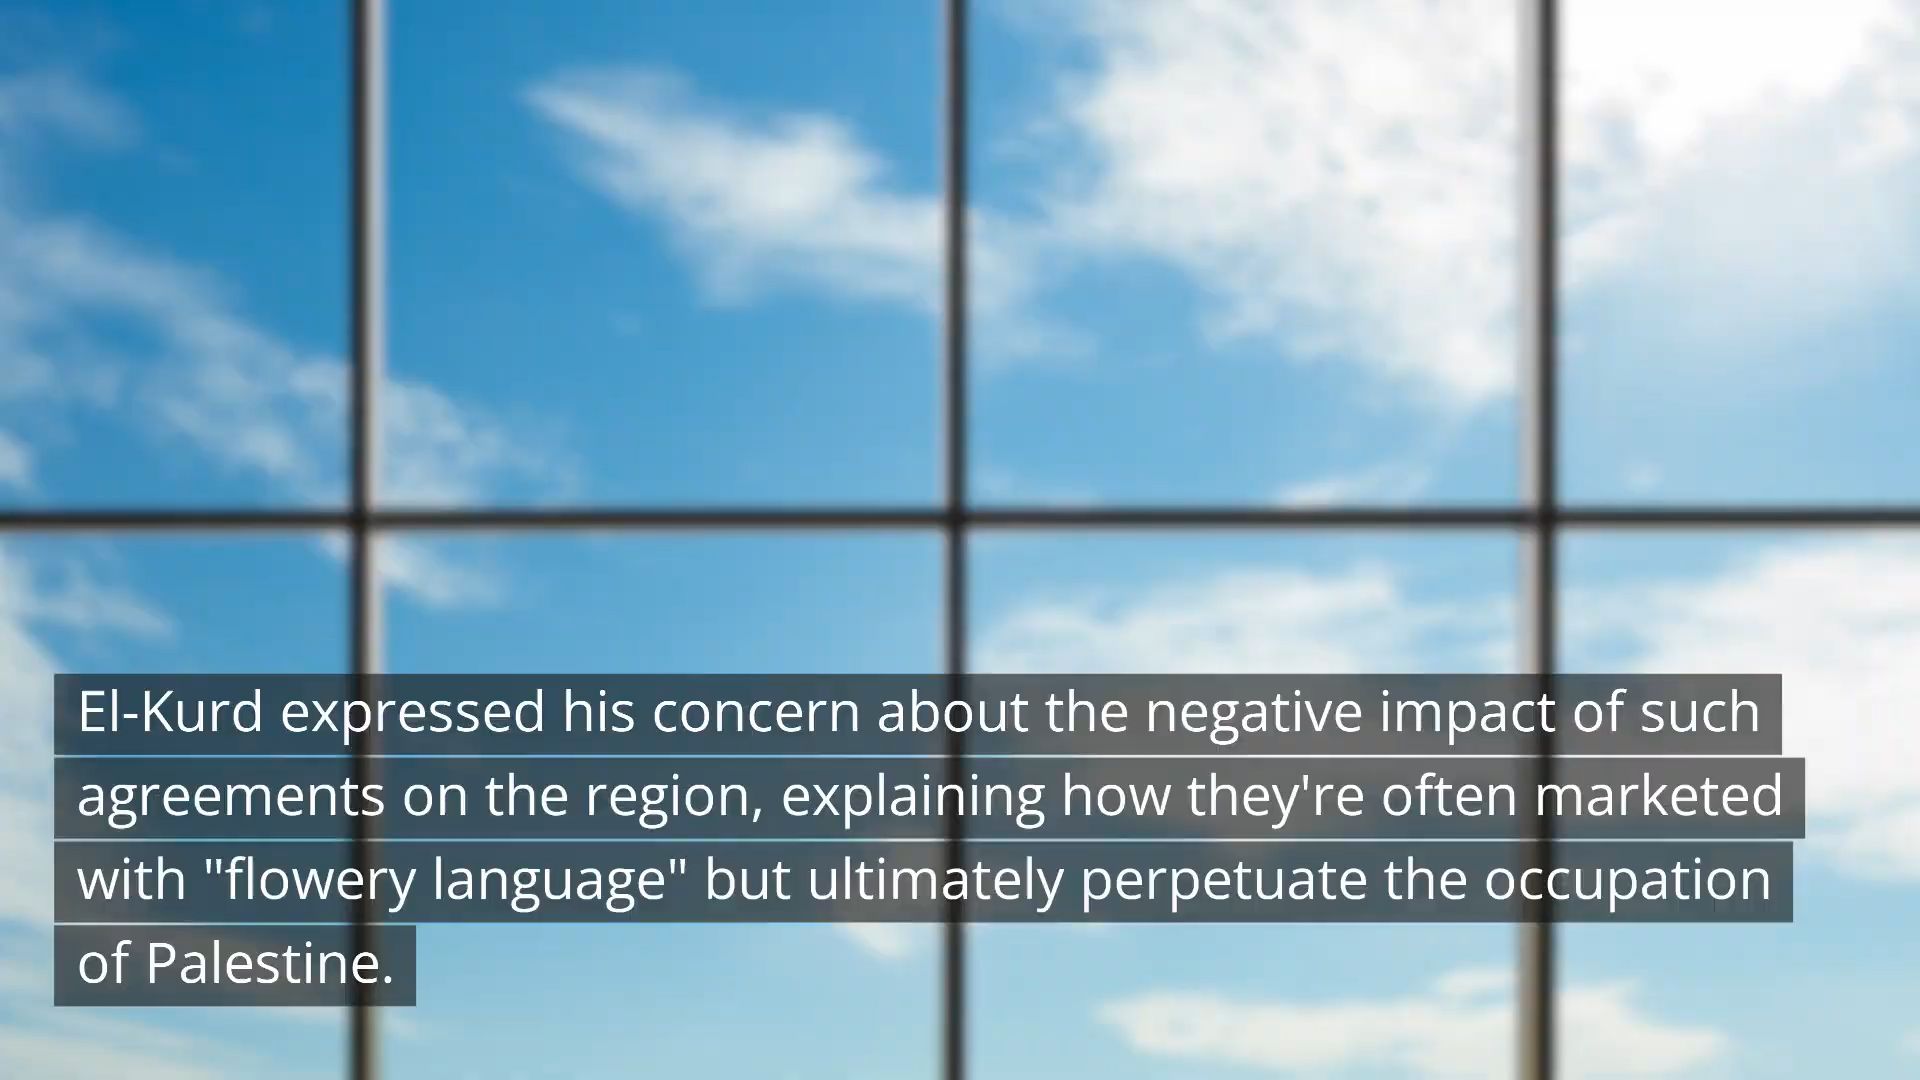 El-Kurd expressed his concern about the negative impact of such
agreements on the region, explaining how they're often marketed
with "flowery language" but ultimately perpetuate the occupation
of Palestine.